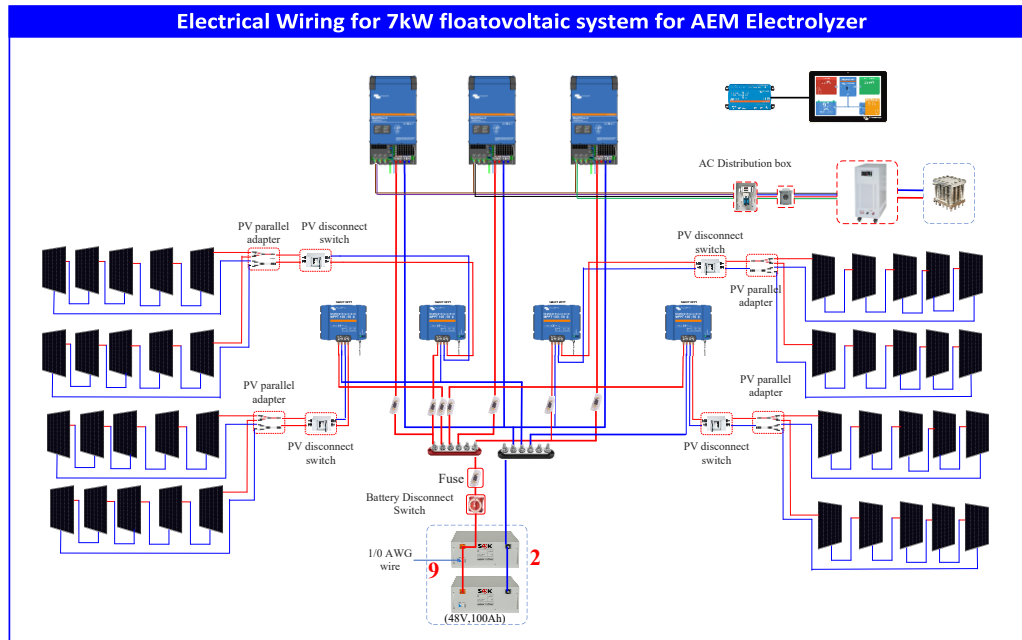 Electrical Wiring for 7kW floatovoltaic system for AEM Electrolyzer
AC Distribution box
PV parallel
adapter
PV disconnect
switch
PV disconnect
switch
PV parallel
adapter
PV parallel
adapter
PV disconnect
switch
PV parallel
adapter
PV disconnect
switch
Fuse
Battery Disconnect
Switch
1/0 AWG
wire
9
2
SOK
SOK
(48V,100Ah)